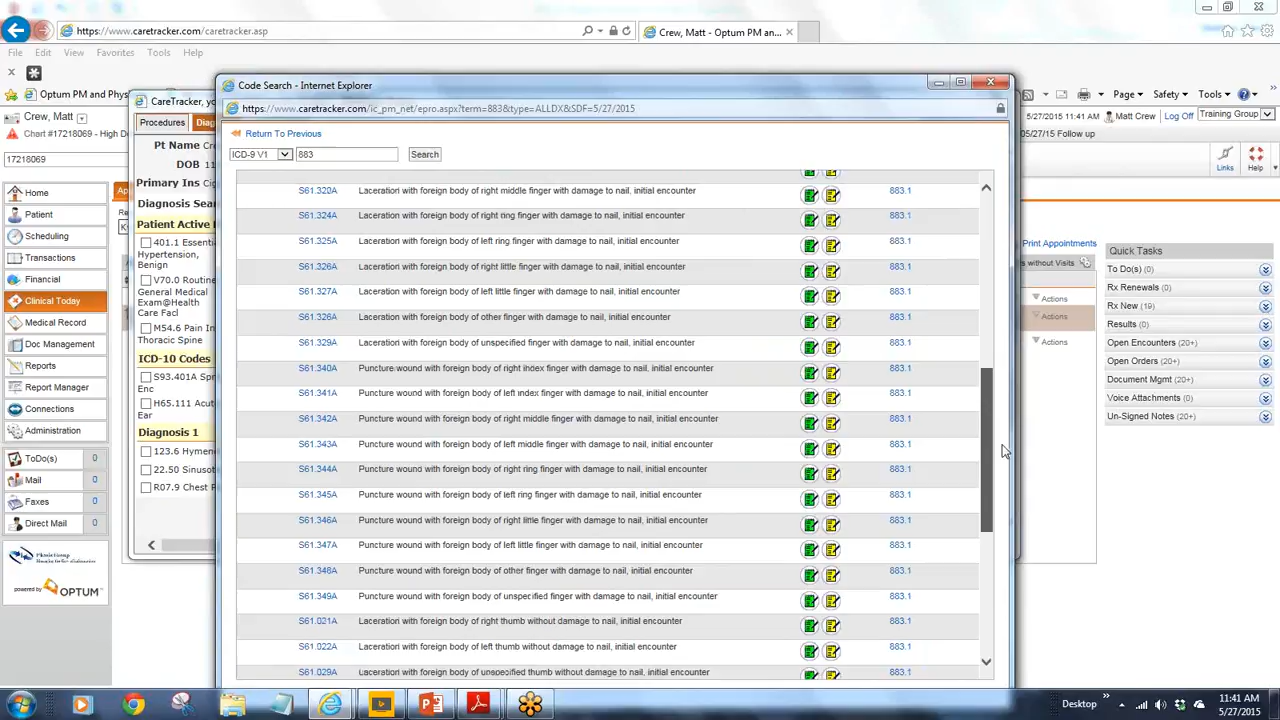 https://www.caretracker.com/caretracker.asp
Crew, Matt - Optum PM an...
File Edit View Favorites Tools Help
Optum PM and Phys
Page Safety Tools
Crew, Matt
Chart #17218069 - High D
17218069
5/27/2015 11:41 AM Matt Crew Log Off Training Group
05/27/15 Follow up
Links Help
Home
Patient
Scheduling
Transactions
Financial
Clinical Today
Medical Record
Doc Management
Reports
Report Manager
Connections
Administration
ToDo(s) 0
Mail 0
Faxes 0
Direct Mail 0
powered by OPTUM
CareTracker, yo
Procedures Diag
Pt Name Cre
DOB 11
Primary Ins Cig
Diagnosis Sear
Patient Active
401.1 Essenti
Hypertension,
Benign
V70.0 Routine
General Medical
Exam@Health
Care Facl
M54.6 Pain In
Thoracic Spine
ICD-10 Codes
S93.401A Spr
Enc
H65.111 Acut
Ear
Diagnosis 1
123.6 Hymen
22.50 Sinusot
R07.9 Chest P
Code Search - Internet Explorer
https://www.caretracker.com/ic_pm_net/epro.aspx?term=883&type=ALLDX&SDF=5/27/2015
Return To Previous
ICD-9 V1 883 Search
S61.320A Laceration with foreign body of right middle finger with damage to nail, initial encounter 883.1
S61.324A Laceration with foreign body of right ring finger with damage to nail, initial encounter 883.1
S61.325A Laceration with foreign body of left ring finger with damage to nail, initial encounter 883.1
S61.326A Laceration with foreign body of right little finger with damage to nail, initial encounter 883.1
S61.327A Laceration with foreign body of left little finger with damage to nail, initial encounter 883.1
S61.326A Laceration with foreign body of other finger with damage to nail, initial encounter 883.1
S61.329A Laceration with foreign body of unspecified finger with damage to nail, initial encounter 883.1
S61.340A Puncture wound with foreign body of right index finger with damage to nail, initial encounter 883.1
S61.341A Puncture wound with foreign body of left index finger with damage to nail, initial encounter 883.1
S61.342A Puncture wound with foreign body of right middle finger with damage to nail, initial encounter 883.1
S61.343A Puncture wound with foreign body of left middle finger with damage to nail, initial encounter 883.1
S61.344A Puncture wound with foreign body of right ring finger with damage to nail, initial encounter 883.1
S61.345A Puncture wound with foreign body of left ring finger with damage to nail, initial encounter 883.1
S61.346A Puncture wound with foreign body of right little finger with damage to nail, initial encounter 883.1
S61.347A Puncture wound with foreign body of left little finger with damage to nail, initial encounter 883.1
S61.348A Puncture wound with foreign body of other finger with damage to nail, initial encounter 883.1
S61.349A Puncture wound with foreign body of unspecified finger with damage to nail, initial encounter 883.1
S61.021A Laceration with foreign body of right thumb without damage to nail, initial encounter 883.1
S61.022A Laceration with foreign body of left thumb without damage to nail, initial encounter 883.1
S61.029A Laceration with foreign body of unspecified thumb without damage to nail, initial encounter 883.1
Print Appointments
s without Visits
Actions
Actions
Actions
Quick Tasks
To Do(s) (0)
Rx Renewals (0)
Rx New (19)
Results (0)
Open Encounters (20+)
Open Orders (20+)
Document Mgmt (20+)
Voice Attachments (0)
Un-Signed Notes (20+)
Desktop
11:41 AM
5/27/2015